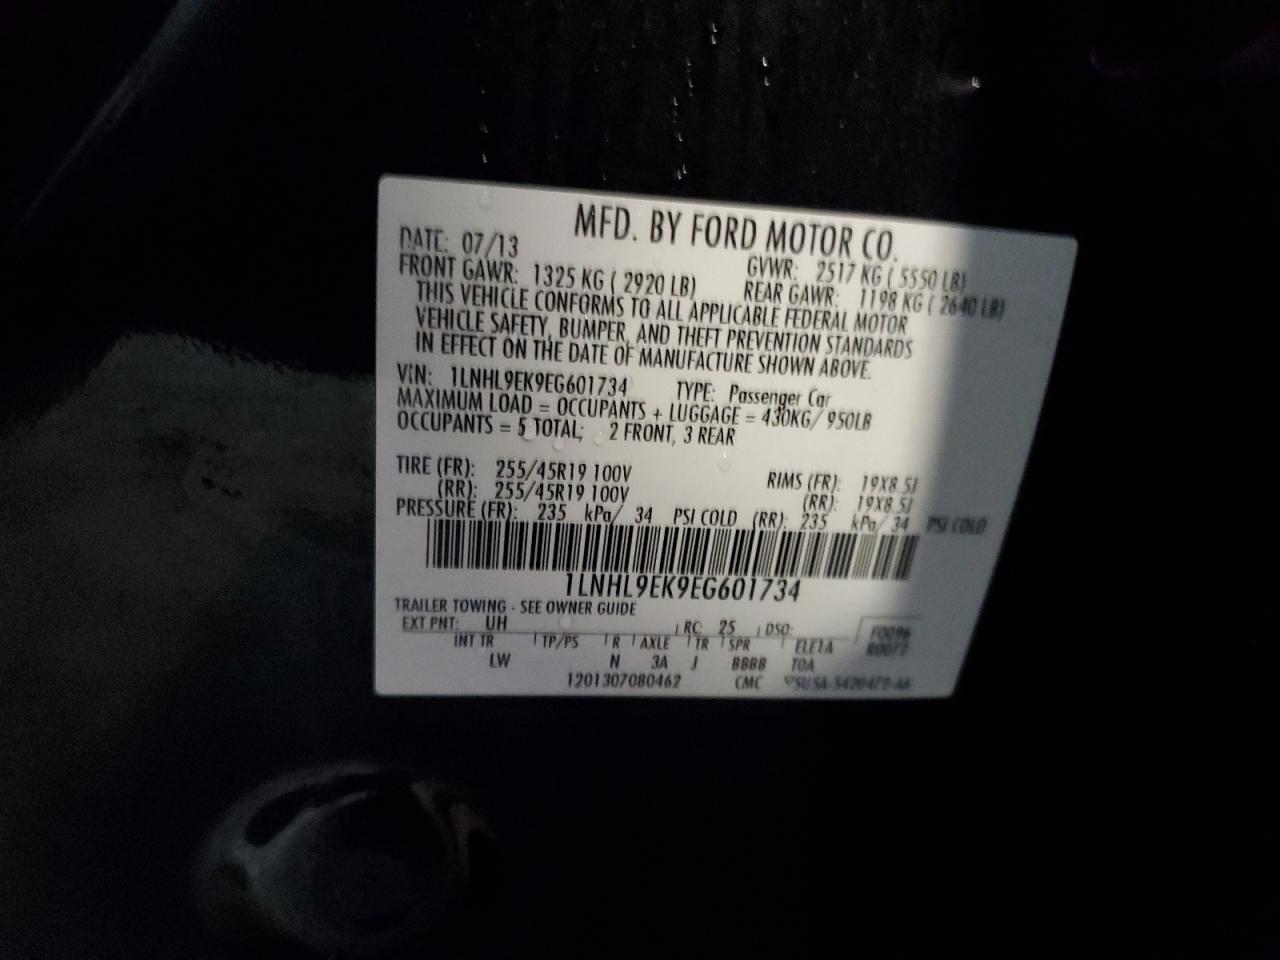 MFD. BY FORD MOTOR CO.
DATE: 07/13 GVWR: 2517 KG ( 5550 LB)
FRONT GAWR: 1325 KG ( 2920 LB) REAR GAWR: 1198 KG ( 2640 LB)
THIS VEHICLE CONFORMS TO ALL APPLICABLE FEDERAL MOTOR
VEHICLE SAFETY, BUMPER, AND THEFT PREVENTION STANDARDS
IN EFFECT ON THE DATE OF MANUFACTURE SHOWN ABOVE.
VIN: 1LNHL9EK9EG601734 TYPE: Passenger Car
MAXIMUM LOAD = OCCUPANTS + LUGGAGE = 430KG/ 950LB
OCCUPANTS = 5 TOTAL; 2 FRONT, 3 REAR
TIRE (FR): 255/45R19 100V RIMS (FR): 19X8.5J
(RR): 255/45R19 100V (RR): 19X8.5J
PRESSURE (FR): 235 kPa/ 34 PSI COLD (RR): 235 kPa/ 34 PSI COLD
1LNHL9EK9EG601734
TRAILER TOWING - SEE OWNER GUIDE
EXT PNT: UH RC: 25 DSO: F0096
INT TR TP/PS R AXLE TR SPR R0072
LW N 3A J BBBB
1201307080462 CMC